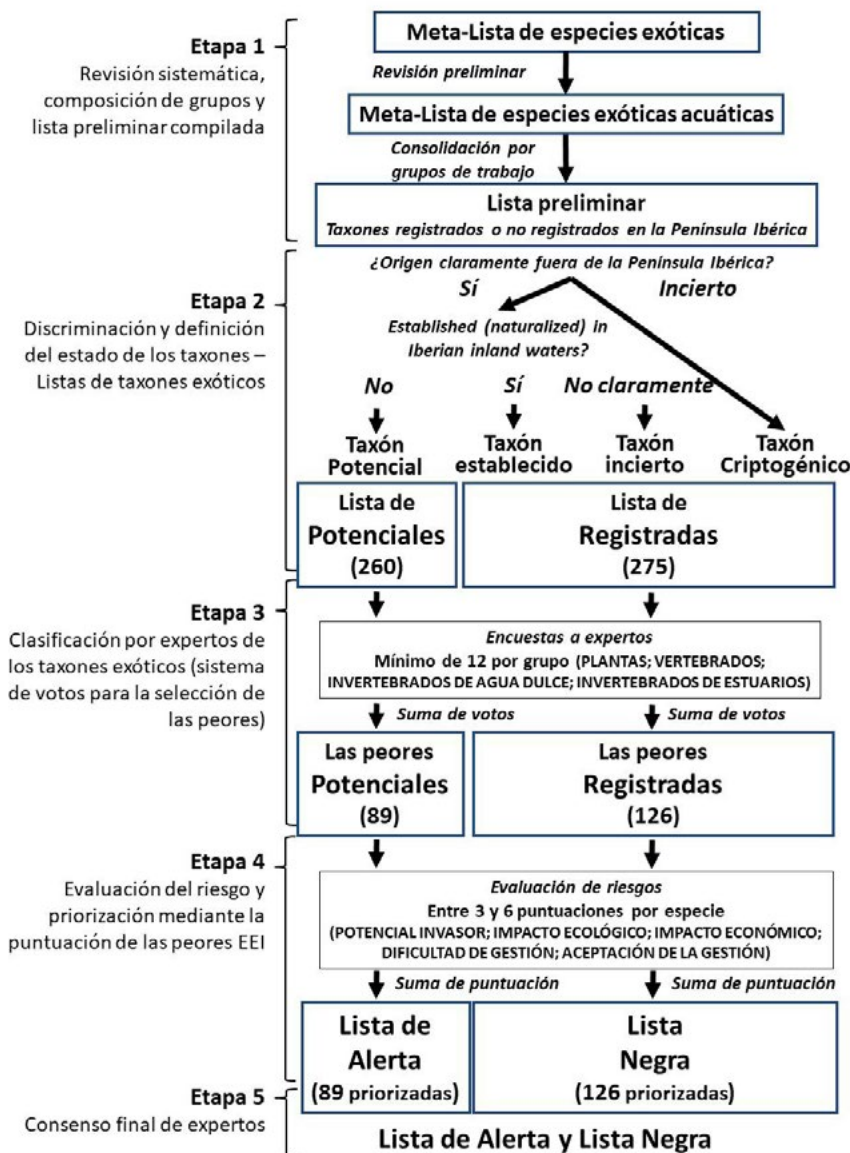 Etapa 1
Revisión sistemática,
composición de grupos y
lista preliminar compilada
Meta-Lista de especies exóticas
Revisión preliminar
Meta-Lista de especies exóticas acuáticas
Consolidación por
grupos de trabajo
Lista preliminar
Taxones registrados o no registrados en la Península Ibérica
Etapa 2
Discriminación y definición
del estado de los taxones –
Listas de taxones exóticos
¿Origen claramente fuera de la Península Ibérica?
Sí
Incierto
Established (naturalized) in
Iberian inland waters?
No
Sí
No claramente
Taxón
Potencial
Taxón
establecido
Taxón
incierto
Taxón
Criptogénico
Lista de
Potenciales
(260)
Lista de
Registradas
(275)
Etapa 3
Clasificación por expertos de
los taxones exóticos (sistema
de votos para la selección de
las peores)
Encuestas a expertos
Mínimo de 12 por grupo (PLANTAS; VERTEBRADOS;
INVERTEBRADOS DE AGUA DULCE; INVERTEBRADOS DE ESTUARIOS)
Suma de votos
Suma de votos
Las peores
Potenciales
(89)
Las peores
Registradas
(126)
Etapa 4
Evaluación del riesgo y
priorización mediante la
puntuación de las peores EEI
Evaluación de riesgos
Entre 3 y 6 puntuaciones por especie
(POTENCIAL INVASOR; IMPACTO ECOLÓGICO; IMPACTO ECONÓMICO;
DIFICULTAD DE GESTIÓN; ACEPTACIÓN DE LA GESTIÓN)
Suma de puntuación
Suma de puntuación
Lista de
Alerta
(89 priorizadas)
Lista
Negra
(126 priorizadas)
Etapa 5
Consenso final de expertos
Lista de Alerta y Lista Negra